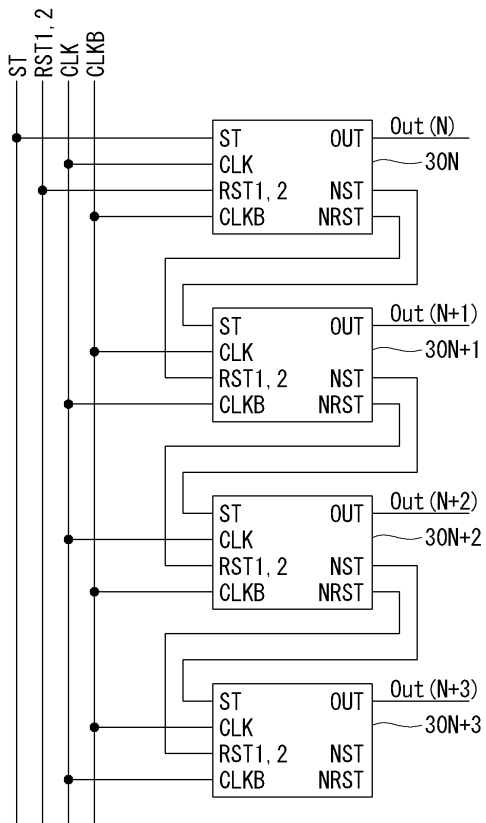 ST
RST1, 2
CLK
CLKB
ST OUT Out(N)
CLK 30N
RST1, 2 NST
CLKB NRST
ST OUT Out(N+1)
CLK 30N+1
RST1, 2 NST
CLKB NRST
ST OUT Out(N+2)
CLK 30N+2
RST1, 2 NST
CLKB NRST
ST OUT Out(N+3)
CLK 30N+3
RST1, 2 NST
CLKB NRST